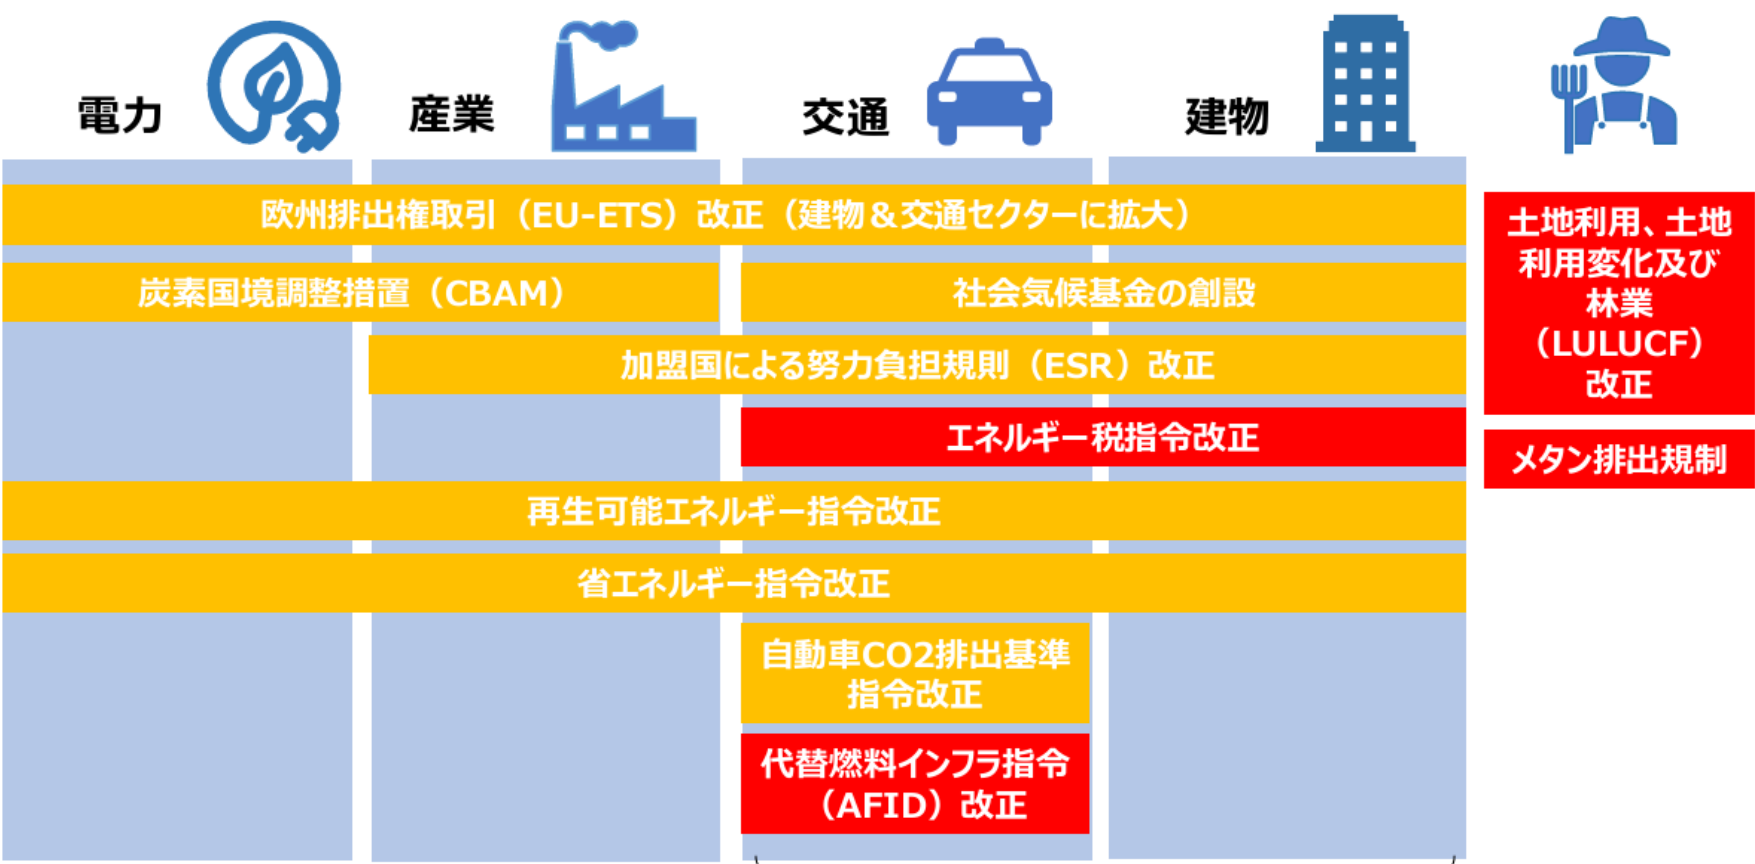 電力
産業
交通
建物
欧州排出権取引（EU-ETS）改正（建物＆交通セクターに拡大）
炭素国境調整措置（CBAM）
社会気候基金の創設
加盟国による努力負担規則（ESR）改正
エネルギー税指令改正
再生可能エネルギー指令改正
省エネルギー指令改正
自動車CO2排出基準
指令改正
代替燃料インフラ指令
（AFID）改正
土地利用、土地
利用変化及び
林業
（LULUCF）
改正
メタン排出規制